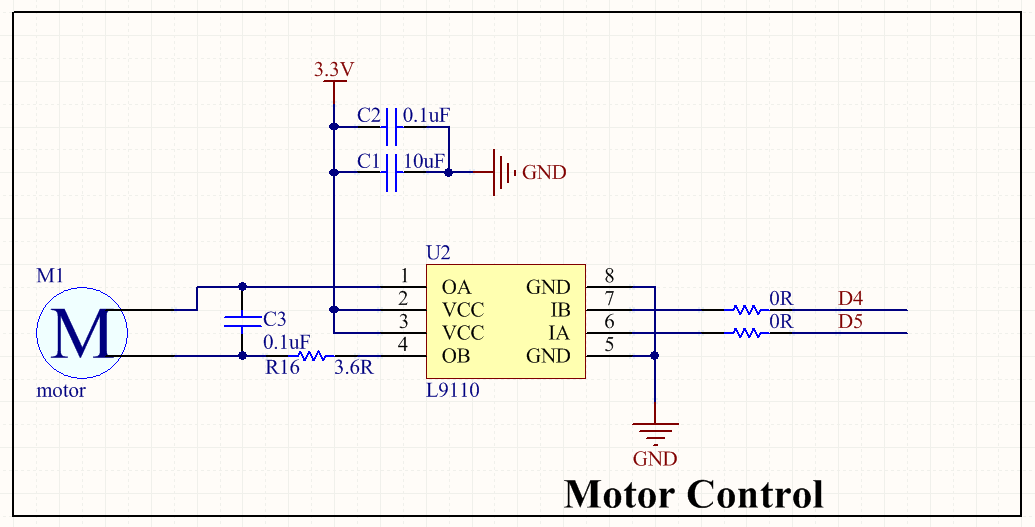 3.3V
C2 0.1uF
C1 10uF
GND
U2
M1
1 OA GND 8
2 VCC IB 7 0R D4
3 VCC IA 6 0R D5
4 OB GND 5
M
C3
0.1uF
R16 3.6R
motor
L9110
GND
Motor Control